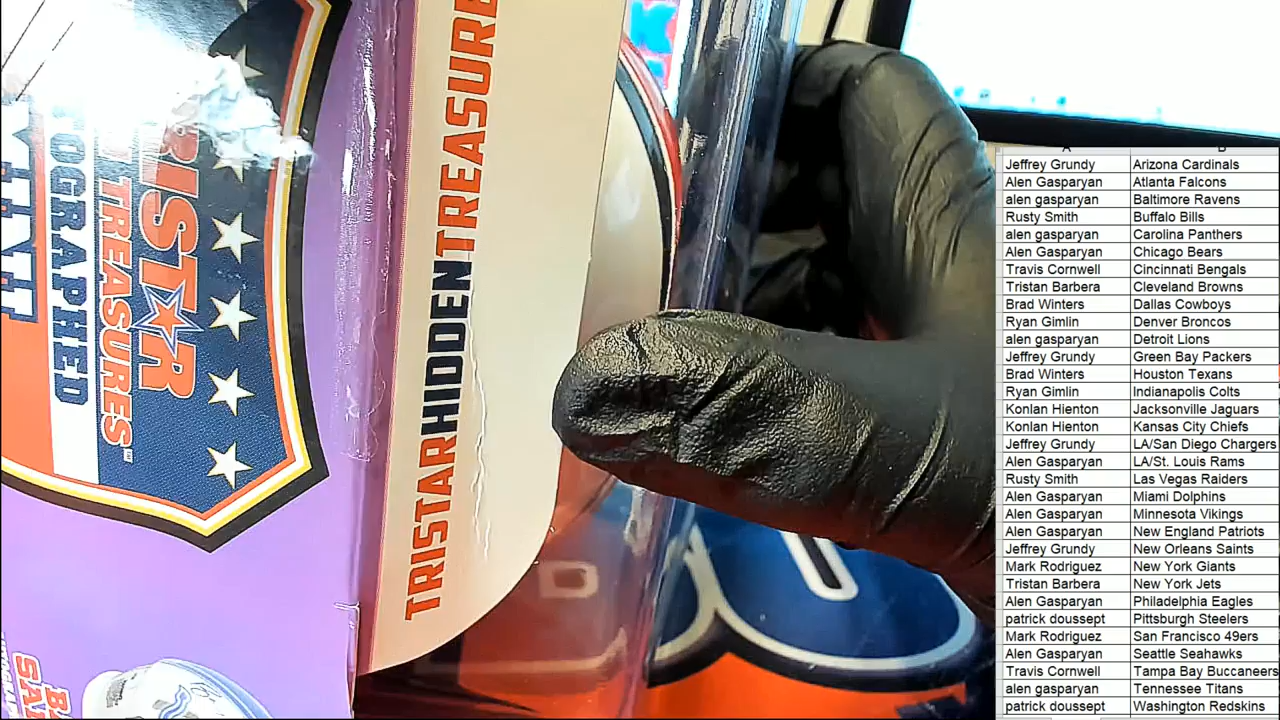 TRISTARHIDDENTREASURE
TREASURES™
A B
Jeffrey Grundy Arizona Cardinals
Alen Gasparyan Atlanta Falcons
alen gasparyan Baltimore Ravens
Rusty Smith Buffalo Bills
alen gasparyan Carolina Panthers
Alen Gasparyan Chicago Bears
Travis Cornwell Cincinnati Bengals
Tristan Barbera Cleveland Browns
Brad Winters Dallas Cowboys
Ryan Gimlin Denver Broncos
alen gasparyan Detroit Lions
Jeffrey Grundy Green Bay Packers
Brad Winters Houston Texans
Ryan Gimlin Indianapolis Colts
Konlan Hienton Jacksonville Jaguars
Konlan Hienton Kansas City Chiefs
Jeffrey Grundy LA/San Diego Chargers
Alen Gasparyan LA/St. Louis Rams
Rusty Smith Las Vegas Raiders
Alen Gasparyan Miami Dolphins
Alen Gasparyan Minnesota Vikings
Alen Gasparyan New England Patriots
Jeffrey Grundy New Orleans Saints
Mark Rodriguez New York Giants
Tristan Barbera New York Jets
Alen Gasparyan Philadelphia Eagles
patrick doussept Pittsburgh Steelers
Mark Rodriguez San Francisco 49ers
Alen Gasparyan Seattle Seahawks
Travis Cornwell Tampa Bay Buccaneers
alen gasparyan Tennessee Titans
patrick doussept Washington Redskins